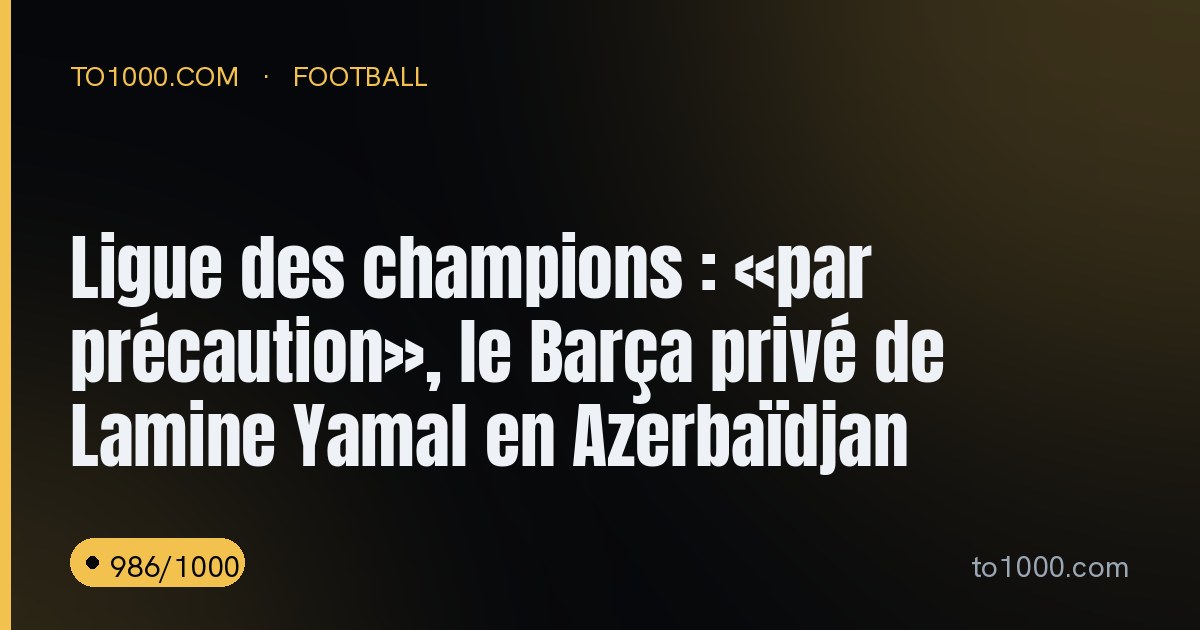 TO1000.COM · FOOTBALL
Ligue des champions : «par
précaution», le Barça privé de
Lamine Yamal en Azerbaïdjan
986/1000
to1000.com